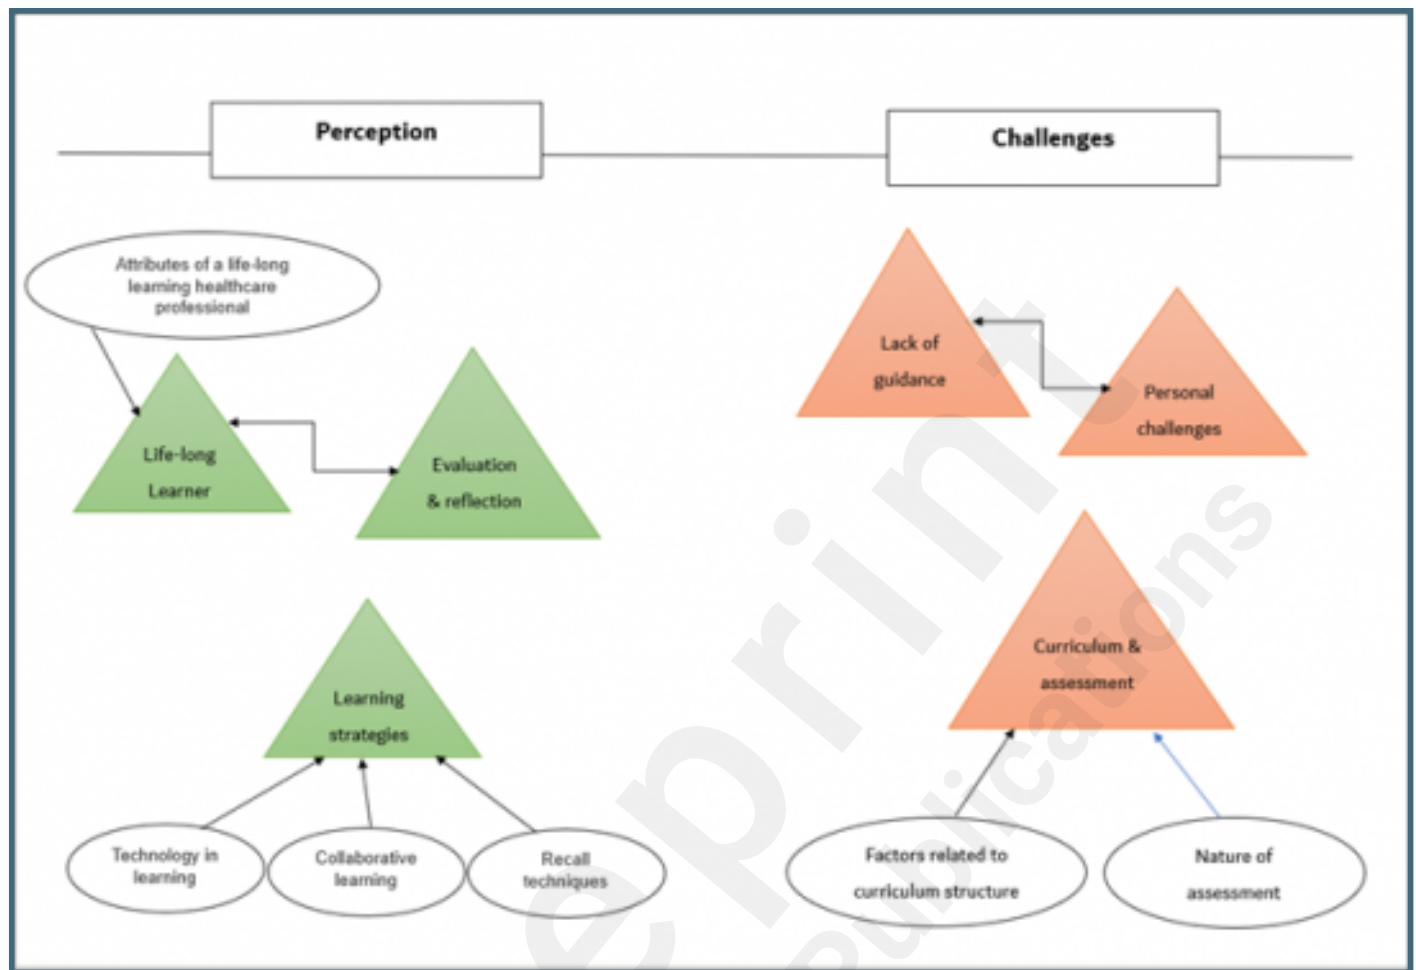 Perception
Challenges
Attributes of a life-long
learning healthcare
professional
Life-long
Learner
Evaluation
& reflection
Lack of
guidance
Personal
challenges
Learning
strategies
Curriculum &
assessment
Technology in
learning
Collaborative
learning
Recall
techniques
Factors related to
curriculum structure
Nature of
assessment
eprint
Publications